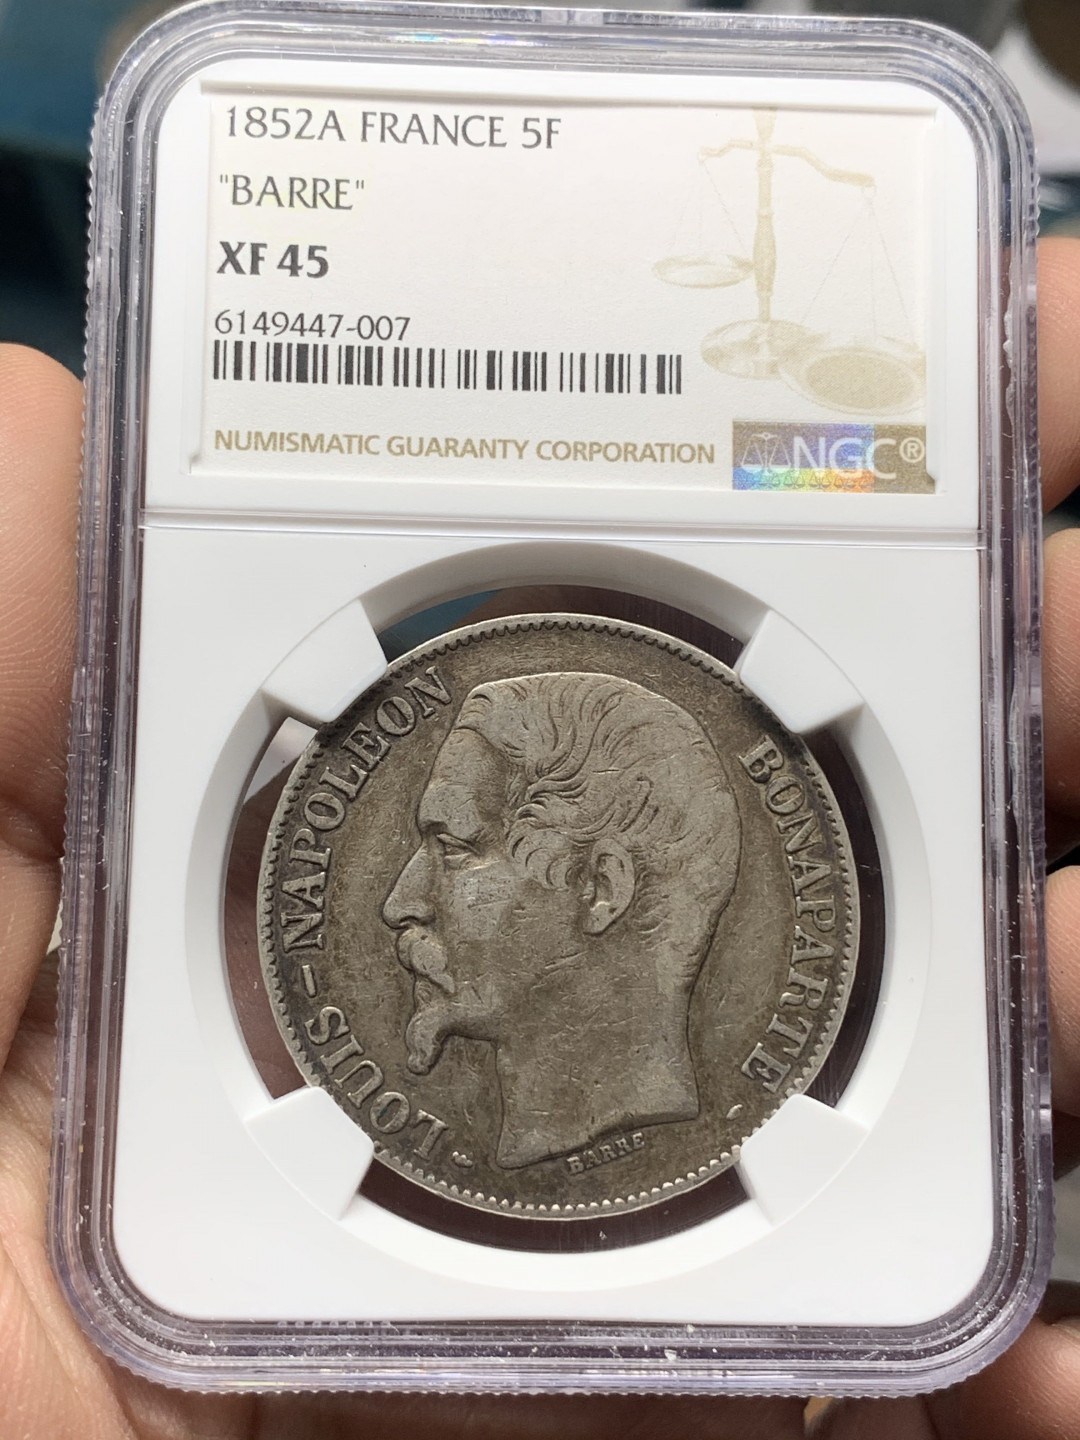 1852A FRANCE 5F
"BARRE"
XF 45
6149447-007
NUMISMATIC GUARANTY CORPORATION
NGC®
LOUIS-NAPOLEON
BONAPARTE
BARRE